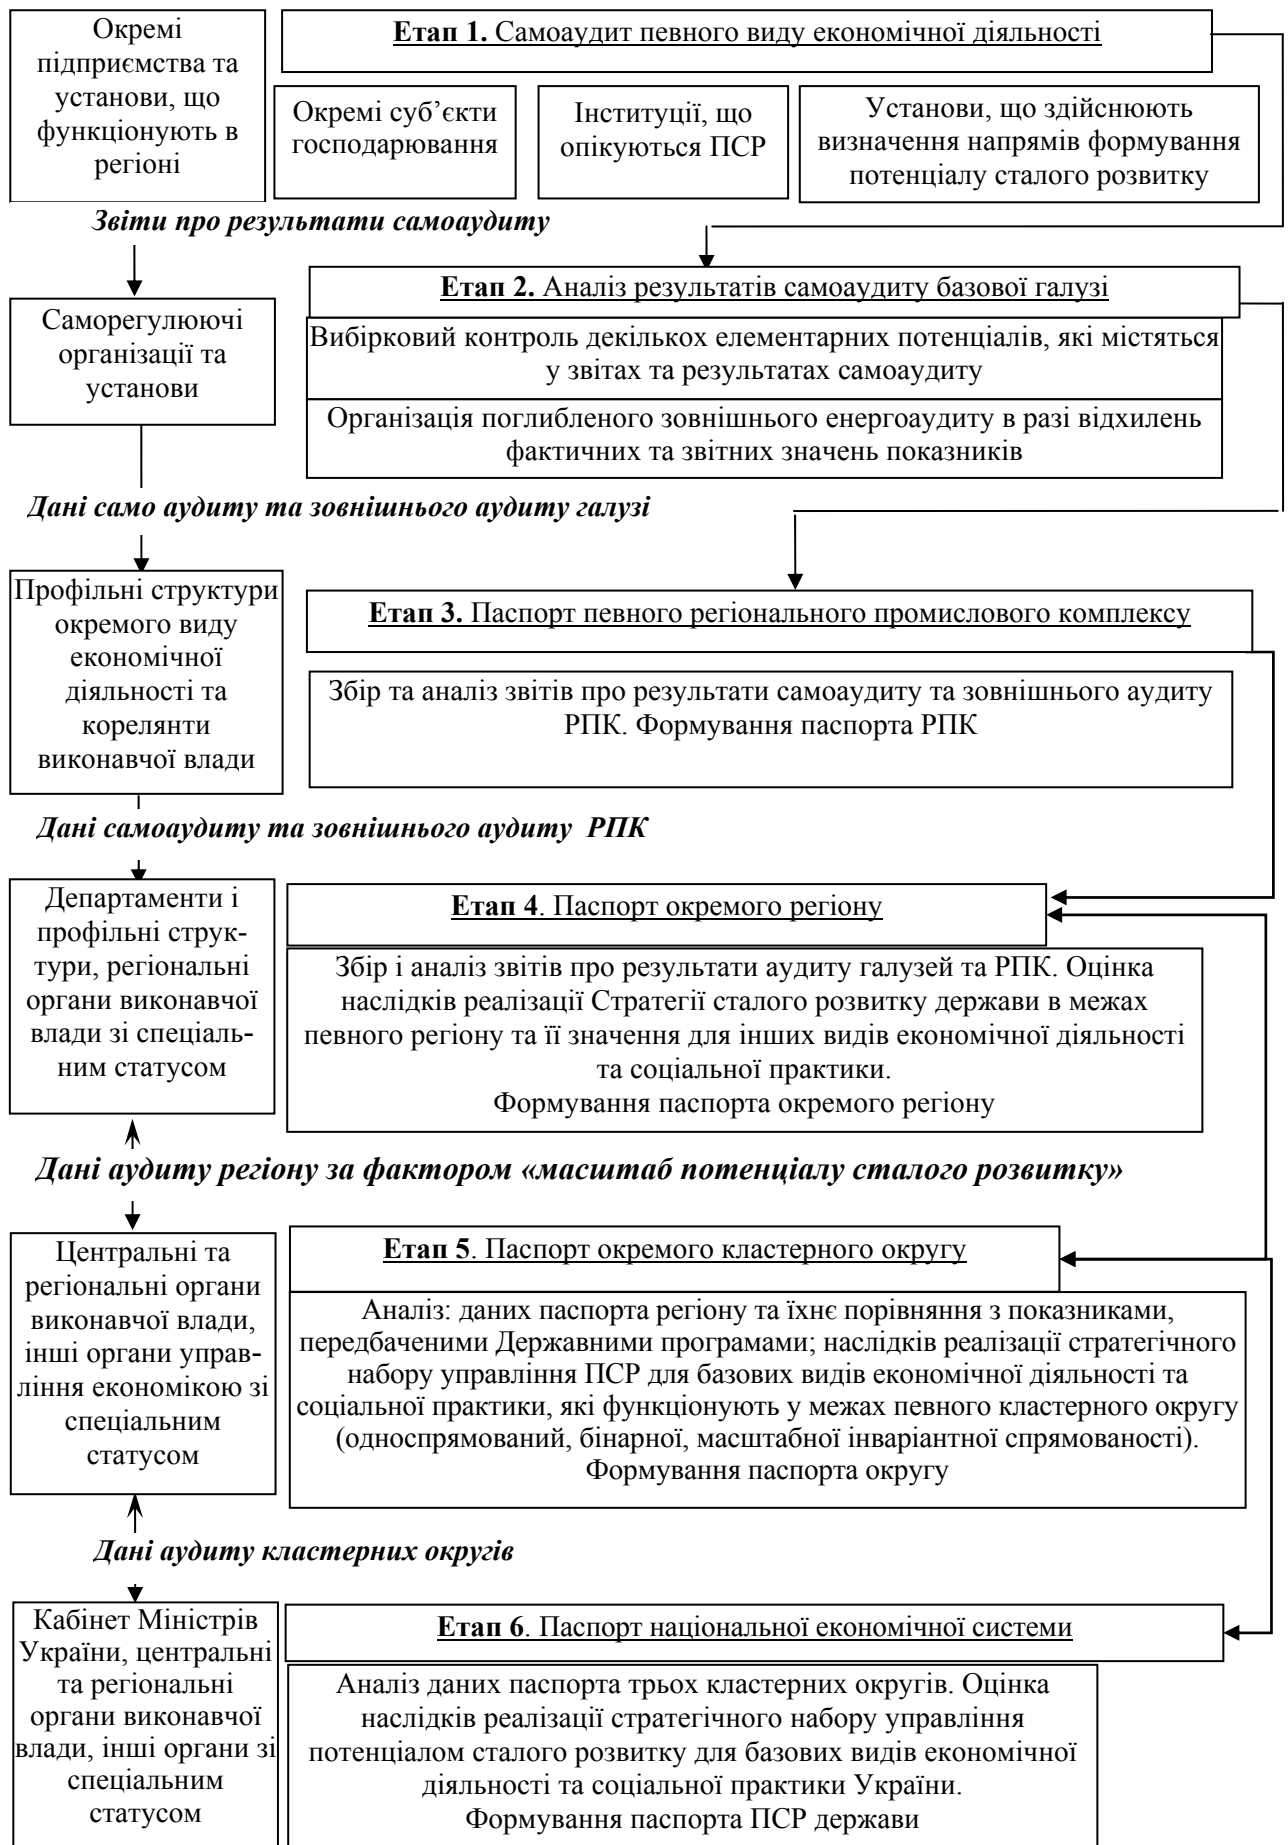 Окремі
підприємства та
установи, що
функціонують в
регіоні
Етап 1. Самоаудит певного виду економічної діяльності
Окремі суб’єкти
господарювання
Інституції, що
опікуються ПСР
Установи, що здійснюють
визначення напрямів формування
потенціалу сталого розвитку
Звіти про результати самоаудиту
Саморегулюючі
організації та
установи
Етап 2. Аналіз результатів самоаудиту базової галузі
Вибірковий контроль декількох елементарних потенціалів, які містяться
у звітах та результатах самоаудиту
Організація поглибленого зовнішнього енергоаудиту в разі відхилень
фактичних та звітних значень показників
Дані само аудиту та зовнішнього аудиту галузі
Профільні структури
окремого виду
економічної
діяльності та
корелянти
виконавчої влади
Етап 3. Паспорт певного регіонального промислового комплексу
Збір та аналіз звітів про результати самоаудиту та зовнішнього аудиту
РПК. Формування паспорта РПК
Дані самоаудиту та зовнішнього аудиту РПК
Департаменти і
профільні струк-
тури, регіональні
органи виконавчої
влади зі спеціаль-
ним статусом
Етап 4. Паспорт окремого регіону
Збір і аналіз звітів про результати аудиту галузей та РПК. Оцінка
наслідків реалізації Стратегії сталого розвитку держави в межах
певного регіону та її значення для інших видів економічної діяльності
та соціальної практики.
Формування паспорта окремого регіону
Дані аудиту регіону за фактором «масштаб потенціалу сталого розвитку»
Центральні та
регіональні органи
виконавчої влади,
інші органи управ-
ління економікою зі
спеціальним
статусом
Етап 5. Паспорт окремого кластерного округу
Аналіз: даних паспорта регіону та їхнє порівняння з показниками,
передбаченими Державними програмами; наслідків реалізації стратегічного
набору управління ПСР для базових видів економічної діяльності та
соціальної практики, які функціонують у межах певного кластерного округу
(односпрямований, бінарної, масштабної інваріантної спрямованості).
Формування паспорта округу
Дані аудиту кластерних округів
Кабінет Міністрів
України, центральні
та регіональні
органи виконавчої
влади, інші органи зі
спеціальним
статусом
Етап 6. Паспорт національної економічної системи
Аналіз даних паспорта трьох кластерних округів. Оцінка
наслідків реалізації стратегічного набору управління
потенціалом сталого розвитку для базових видів економічної
діяльності та соціальної практики України.
Формування паспорта ПСР держави